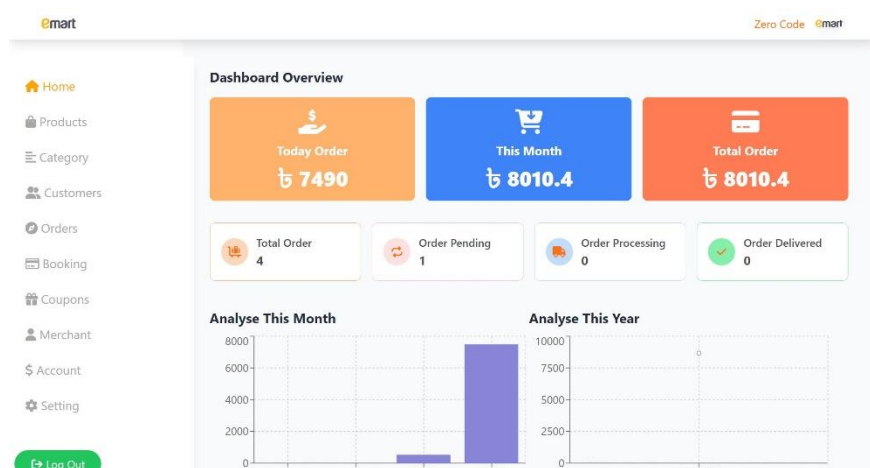 emart
Zero Code emart
Home
Products
Category
Customers
Orders
Booking
Coupons
Merchant
Account
Setting
Log Out
Dashboard Overview
Today Order
৳ 7490
This Month
৳ 8010.4
Total Order
৳ 8010.4
Total Order
4
Order Pending
1
Order Processing
0
Order Delivered
0
Analyse This Month
8000
6000
4000
2000
0
Analyse This Year
10000
7500
5000
2500
0